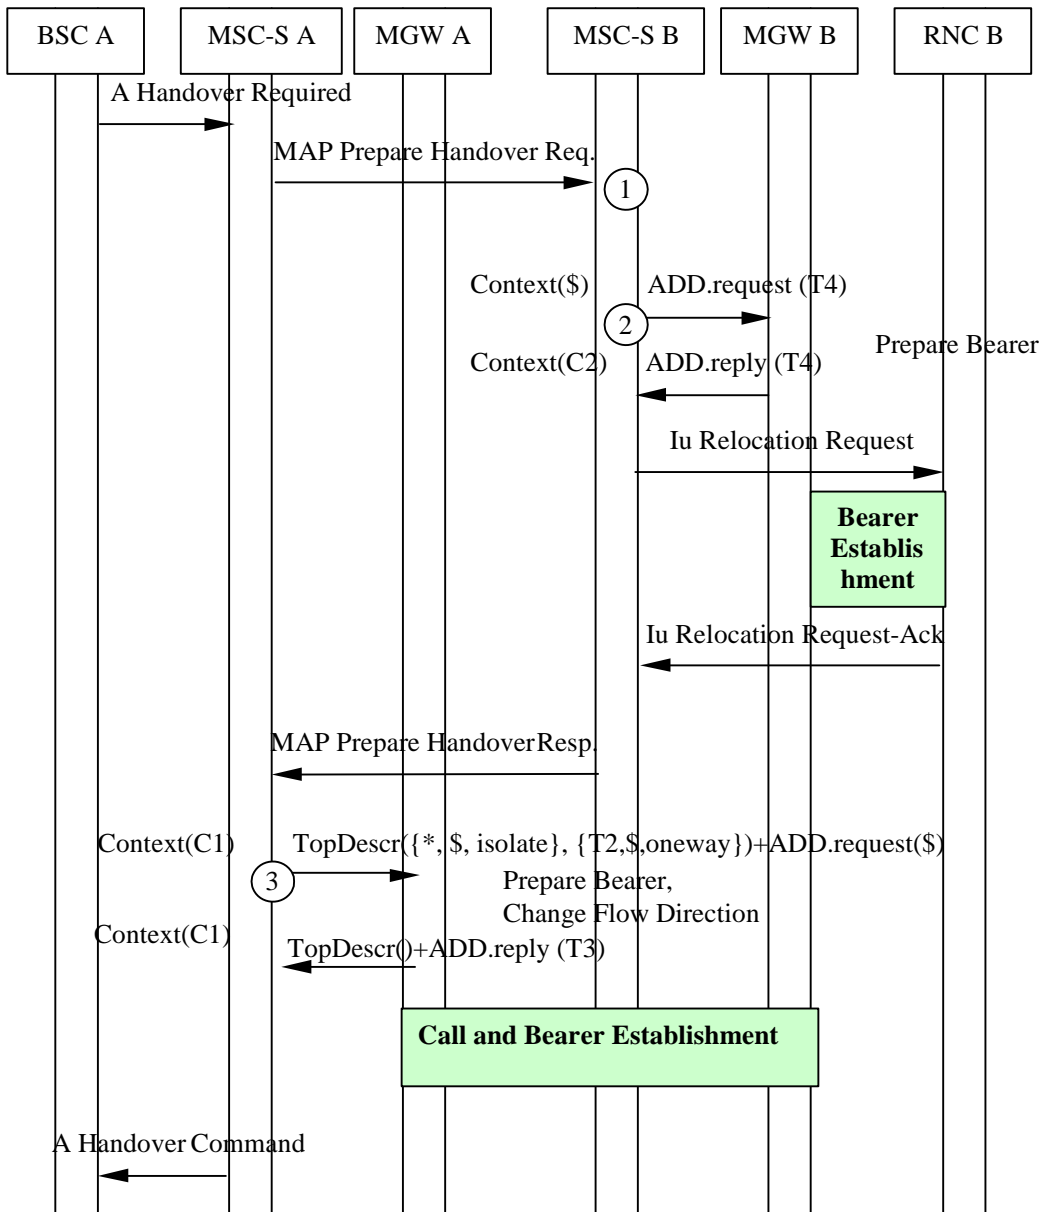 BSC A MSC-S A MGW A MSC-S B MGW B RNC B
A Handover Required
MAP Prepare Handover Req.
1
Context($) ADD.request (T4)
2
Prepare Bearer
Context(C2) ADD.reply (T4)
Iu Relocation Request
Bearer
Establis
hment
Iu Relocation Request-Ack
MAP Prepare Handover Resp.
Context(C1) TopDescr({*, $, isolate}, {T2,$,oneway})+ADD.request($)
3
Prepare Bearer,
Change Flow Direction
Context(C1)
TopDescr()+ADD.reply (T3)
Call and Bearer Establishment
A Handover Command